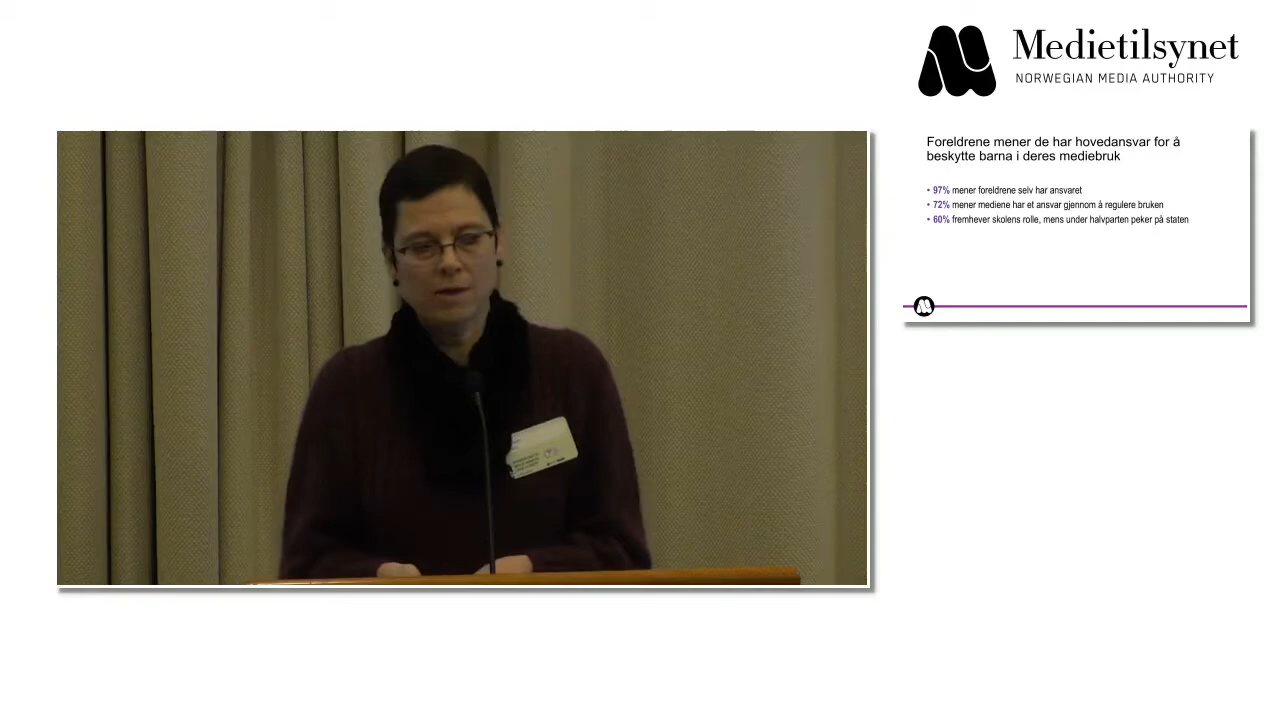 Medietilsynet
NORWEGIAN MEDIA AUTHORITY
Foreldrene mener de har hovedansvar for å
beskytte barna i deres mediebruk
• 97% mener foreldrene selv har ansvaret
• 72% mener mediene har et ansvar gjennom å regulere bruken
• 60% fremhever skolens rolle, mens under halvparten peker på staten